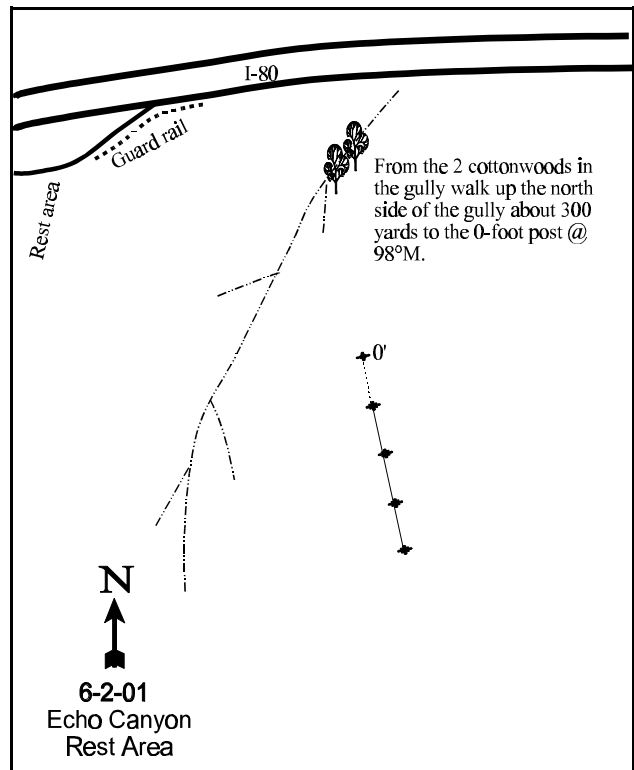 I-80
Guard rail
Rest area
From the 2 cottonwoods in
the gully walk up the north
side of the gully about 300
yards to the 0-foot post @
98°M.
0'
N
6-2-01
Echo Canyon
Rest Area